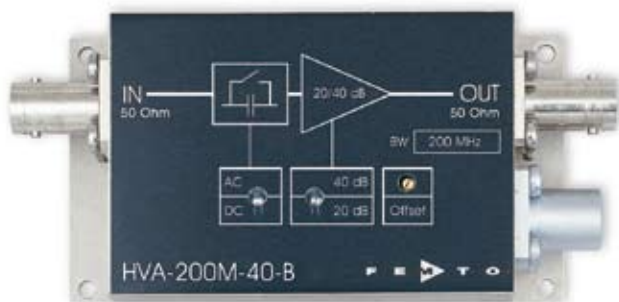 IN
50 Ohm
20/40 dB
OUT
50 Ohm
BW 200 MHz
AC
DC
40 dB
20 dB
Offset
HVA-200M-40-B
FEMTO